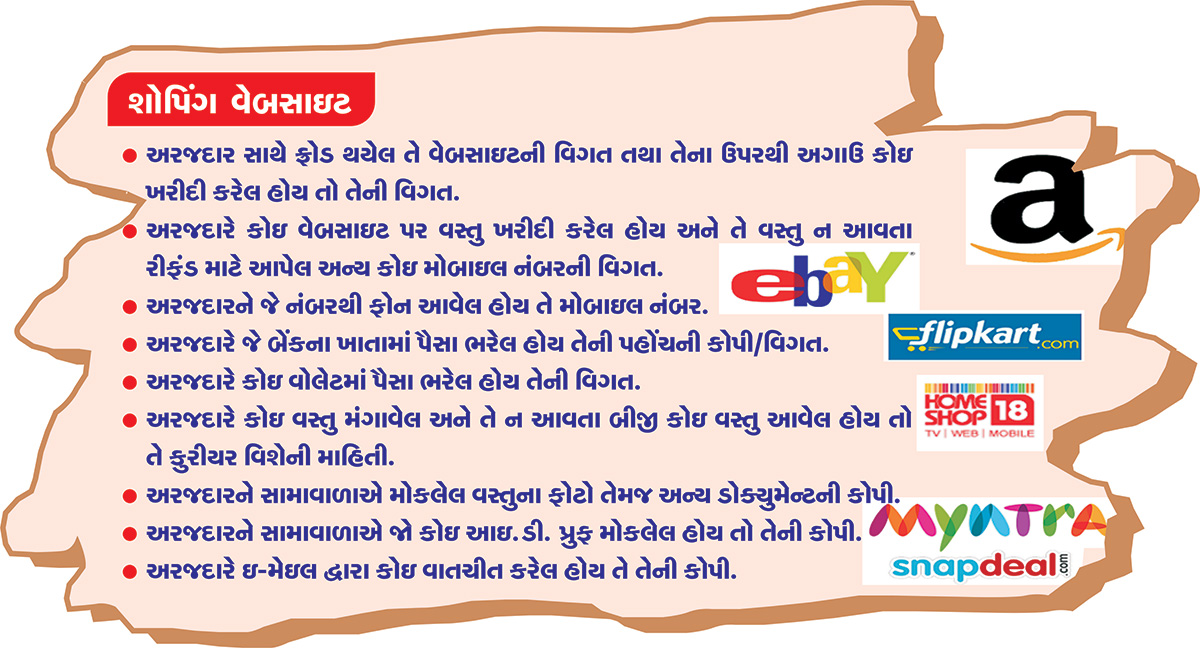 શોપિંગ વેબસાઇટ
● અરજદાર સાથે ફ્રોડ થયેલ તે વેબસાઇટની વિગત તથા તેના ઉપરથી અગાઉ કોઇ
ખરીદી કરેલ હોય તો તેની વિગત.
● અરજદારે કોઇ વેબસાઇટ પર વસ્તુ ખરીદી કરેલ હોય અને તે વસ્તુ ન આવતા
રીફંડ માટે આપેલ અન્ય કોઇ મોબાઇલ નંબરની વિગત.
● અરજદારને જે નંબરથી ફોન આવેલ હોય તે મોબાઇલ નંબર.
● અરજદારે જે બેંકના ખાતામાં પૈસા ભરેલ હોય તેની પહોંચની કોપી/વિગત.
● અરજદારે કોઇ વોલેટમાં પૈસા ભરેલ હોય તેની વિગત.
● અરજદારે કોઇ વસ્તુ મંગાવેલ અને તે ન આવતા બીજી કોઇ વસ્તુ આવેલ હોય તો
તે કુરીયર વિશેની માહિતી.
● અરજદારને સામાવાળાએ મોકલેલ વસ્તુના ફોટો તેમજ અન્ય ડોક્યુમેન્ટની કોપી.
● અરજદારને સામાવાળાએ જો કોઇ આઇ.ડી. પ્રુફ મોકલેલ હોય તો તેની કોપી.
● અરજદારે ઇ-મેઇલ દ્વારા કોઇ વાતચીત કરેલ હોય તે તેની કોપી.
a
ebay®
flipkart.com
HOME
SHOP 18
TV | WEB | MOBILE
Myntra
snapdeal.com